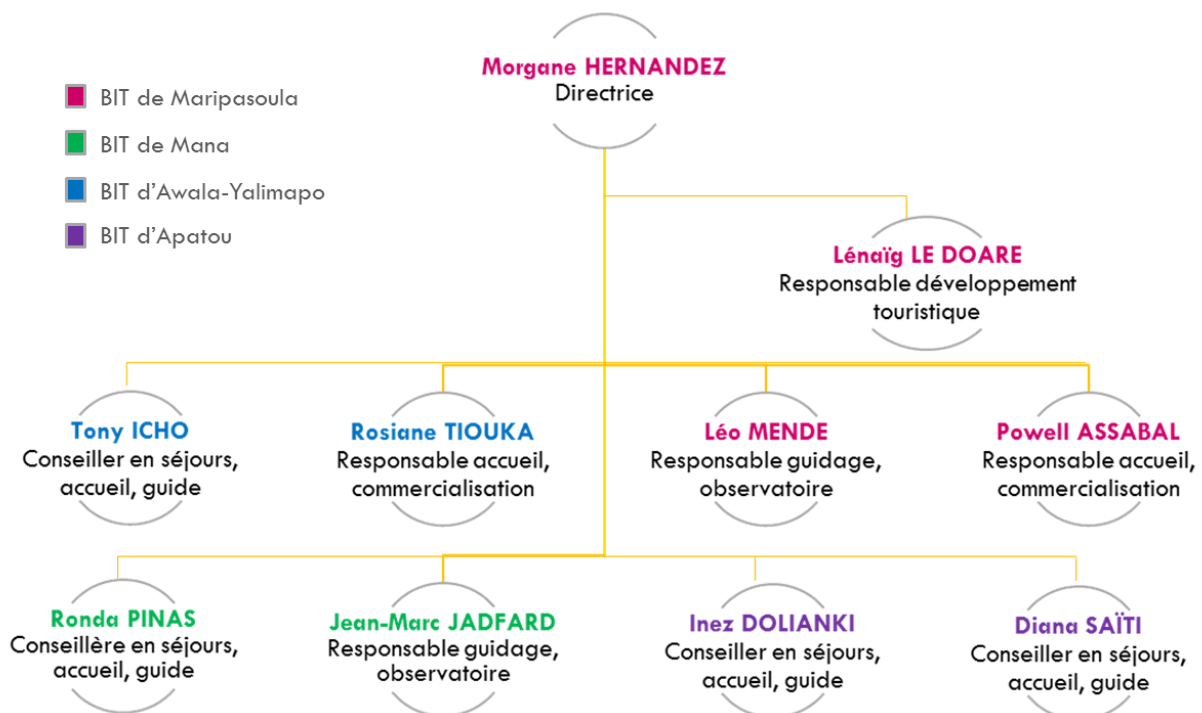 Morgane HERNANDEZ
Directrice
BIT de Maripasoula
BIT de Mana
BIT d'Awala-Yalimapo
BIT d'Apatou
Lénaïg LE DOARE
Responsable développement
touristique
Tony ICHO
Conseiller en séjours,
accueil, guide
Rosiane TIOUKA
Responsable accueil,
commercialisation
Léo MENDE
Responsable guidage,
observatoire
Powell ASSABAL
Responsable accueil,
commercialisation
Ronda PINAS
Conseillère en séjours,
accueil, guide
Jean-Marc JADFARD
Responsable guidage,
observatoire
Inez DOLIANKI
Conseiller en séjours,
accueil, guide
Diana SAÏTI
Conseiller en séjours,
accueil, guide